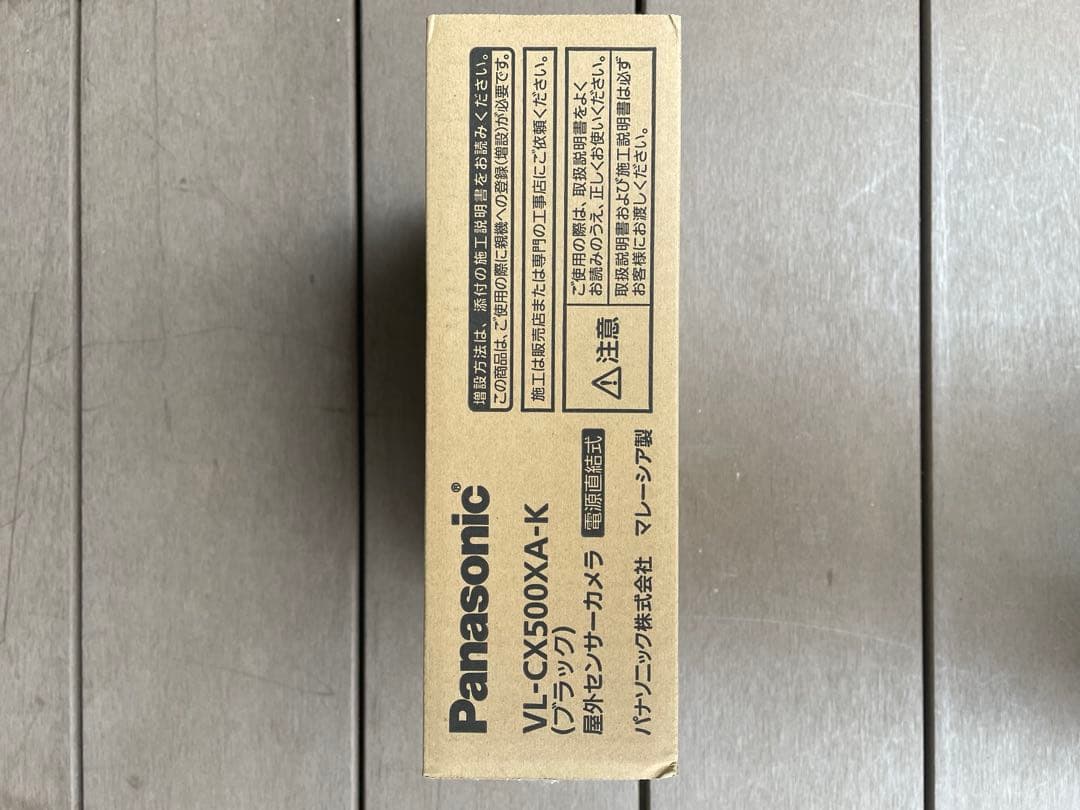 Panasonic®
VL-CX500XA-K
(ブラック)
屋外センサーカメラ 電源直結式
パナソニック株式会社 マレーシア製
増設方法は、添付の施工説明書をお読みください。
この商品は、ご使用の際に親機への登録(増設)が必要です。
施工は販売店または専門の工事店にご依頼ください。
⚠注意
ご使用の際は、取扱説明書をよく
お読みのうえ、正しくお使いください。
取扱説明書および施工説明書は必ず
お客様にお渡しください。